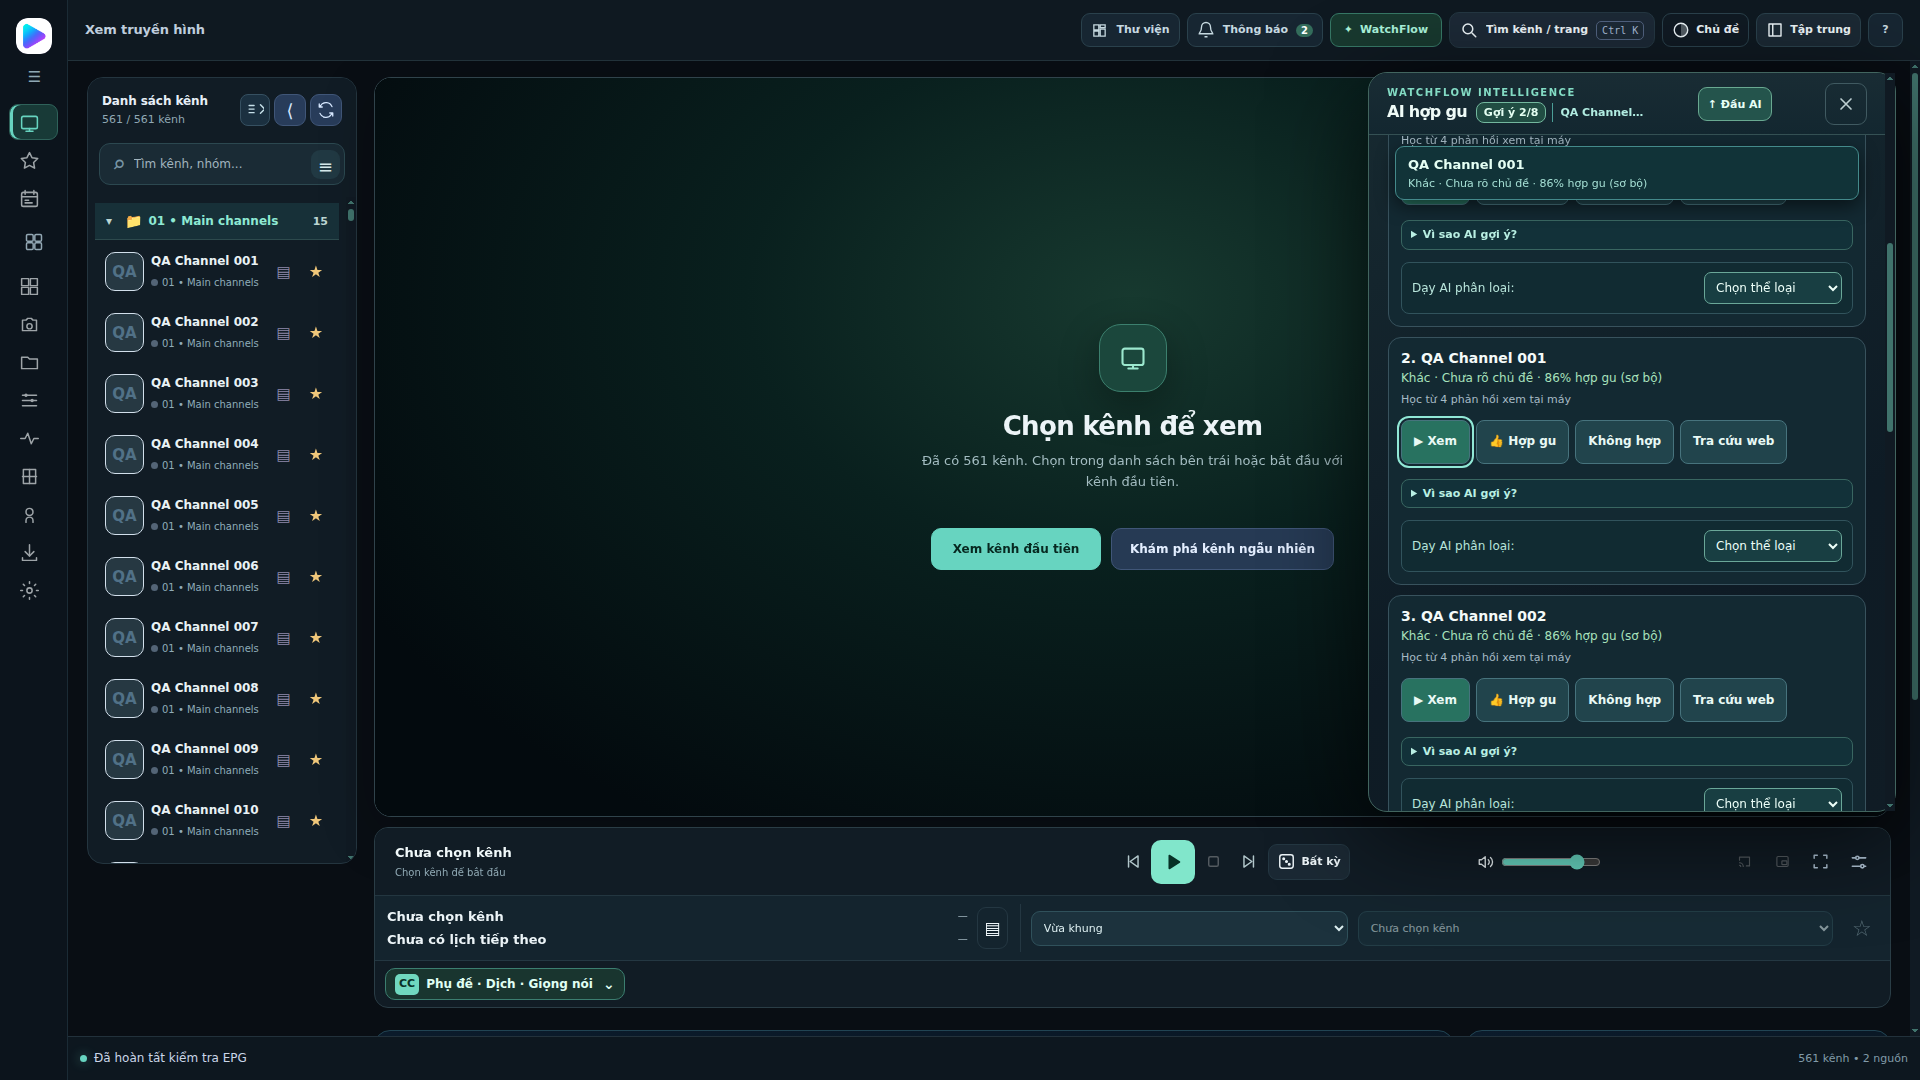 Xem truyền hình
Thư viện
Thông báo 2
✦ WatchFlow
Tìm kênh / trang Ctrl K
Chủ đề
Tập trung
?
Danh sách kênh
561 / 561 kênh
Tìm kênh, nhóm...
▾ 📁 01 • Main channels 15
QA QA Channel 001
01 • Main channels
QA QA Channel 002
01 • Main channels
QA QA Channel 003
01 • Main channels
QA QA Channel 004
01 • Main channels
QA QA Channel 005
01 • Main channels
QA QA Channel 006
01 • Main channels
QA QA Channel 007
01 • Main channels
QA QA Channel 008
01 • Main channels
QA QA Channel 009
01 • Main channels
QA QA Channel 010
01 • Main channels
Chọn kênh để xem
Đã có 561 kênh. Chọn trong danh sách bên trái hoặc bắt đầu với
kênh đầu tiên.
Xem kênh đầu tiên
Khám phá kênh ngẫu nhiên
WATCHFLOW INTELLIGENCE
AI hợp gu Gợi ý 2/8 QA Channel...
↑ Đầu AI
Học từ 4 phản hồi xem tại máy
QA Channel 001
Khác · Chưa rõ chủ đề · 86% hợp gu (sơ bộ)
▶ Vì sao AI gợi ý?
Dạy AI phân loại: Chọn thể loại
2. QA Channel 001
Khác · Chưa rõ chủ đề · 86% hợp gu (sơ bộ)
Học từ 4 phản hồi xem tại máy
▶ Xem 👍 Hợp gu Không hợp Tra cứu web
▶ Vì sao AI gợi ý?
Dạy AI phân loại: Chọn thể loại
3. QA Channel 002
Khác · Chưa rõ chủ đề · 86% hợp gu (sơ bộ)
Học từ 4 phản hồi xem tại máy
▶ Xem 👍 Hợp gu Không hợp Tra cứu web
▶ Vì sao AI gợi ý?
Dạy AI phân loại: Chọn thể loại
Chưa chọn kênh
Chọn kênh để bắt đầu
Bất kỳ
Chưa chọn kênh —
Chưa có lịch tiếp theo —
Vừa khung
Chưa chọn kênh
CC Phụ đề · Dịch · Giọng nói
Đã hoàn tất kiểm tra EPG
561 kênh • 2 nguồn